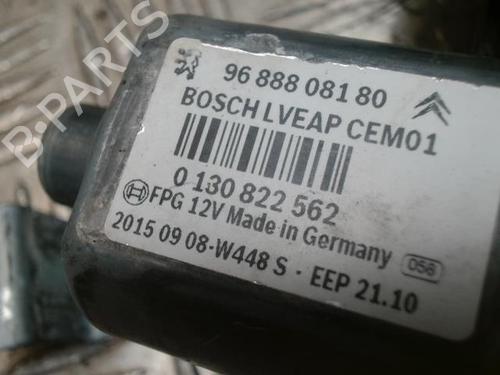 96 888 081 80
BOSCH LVEAP CEM01
0 130 822 562
FPG 12V Made in Germany
056
2015 09 08-W448 S · EEP 21.10
B-PARTS